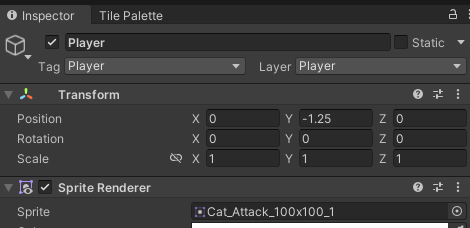 Inspector Tile Palette
Player Static
Tag Player Layer Player
Transform
Position X 0 Y -1.25 Z 0
Rotation X 0 Y 0 Z 0
Scale X 1 Y 1 Z 1
Sprite Renderer
Sprite Cat_Attack_100x100_1